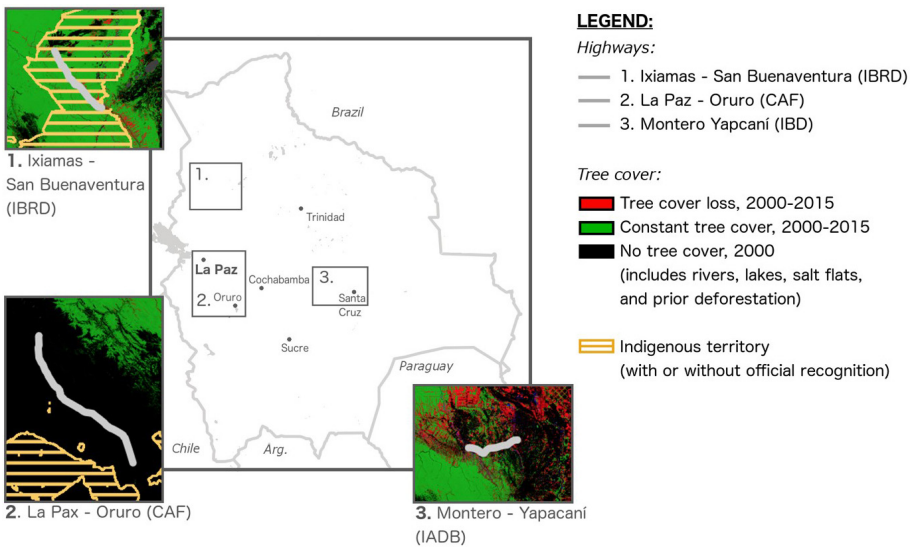 1. Ixiamas -
San Buenaventura
(IBRD)
Brazil
1.
Trinidad
La Paz
2.
Oruro
Cochabamba
3.
Santa
Cruz
Sucre
Paraguay
Chile
Arg.
2. La Pax - Oruro (CAF)
3. Montero - Yapacaní
(IADB)
LEGEND:
Highways:
1. Ixiamas - San Buenaventura (IBRD)
2. La Paz - Oruro (CAF)
3. Montero Yapcaní (IBD)
Tree cover:
Tree cover loss, 2000-2015
Constant tree cover, 2000-2015
No tree cover, 2000
(includes rivers, lakes, salt flats,
and prior deforestation)
Indigenous territory
(with or without official recognition)